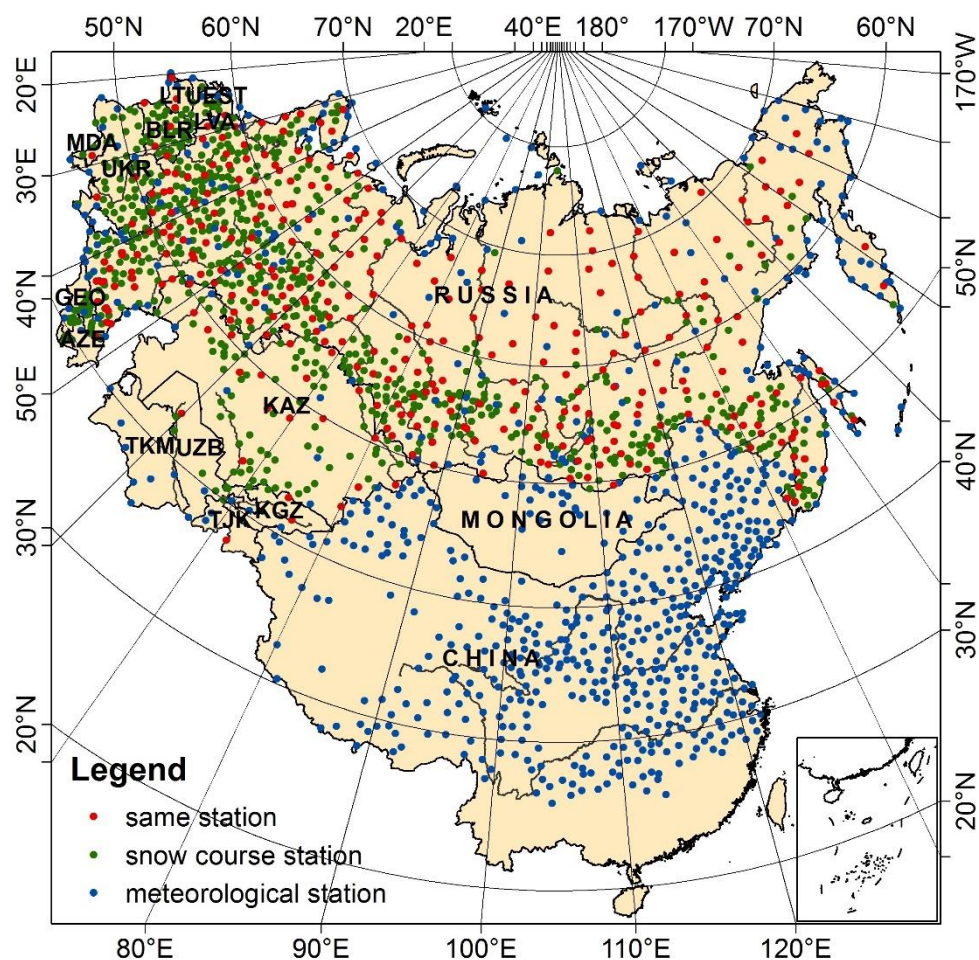 50°N 60°N 70°N 20°E 40°E 180° 170°W 70°N 60°N
20°E
170°W
LTU EST
BLR LVA
MDA
UKR
30°E
50°N
RUSSIA
40°N
GEO
AZE
50°E
KAZ
40°N
TKM UZB
KGZ
TJK
MONGOLIA
30°N
30°N
CHINA
20°N
Legend
same station
snow course station
meteorological station
20°N
80°E 90°E 100°E 110°E 120°E